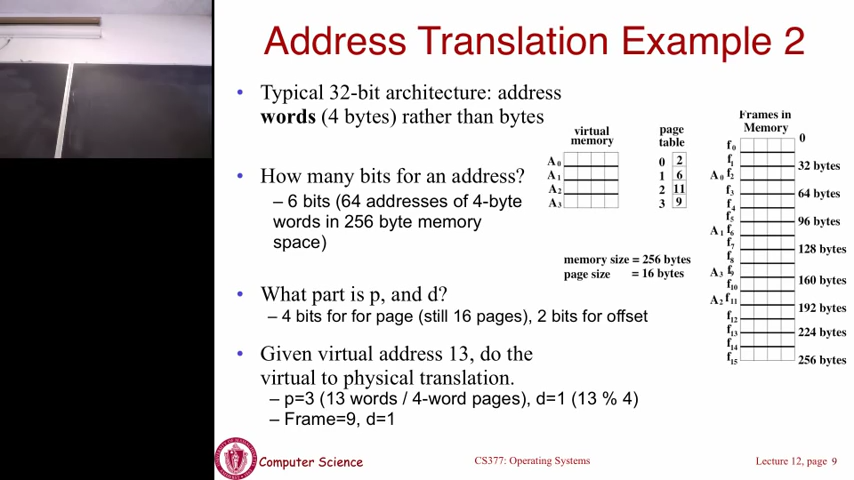 Address Translation Example 2
• Typical 32-bit architecture: address
words (4 bytes) rather than bytes
• How many bits for an address?
– 6 bits (64 addresses of 4-byte
words in 256 byte memory
space)
• What part is p, and d?
– 4 bits for for page (still 16 pages), 2 bits for offset
• Given virtual address 13, do the
virtual to physical translation.
– p=3 (13 words / 4-word pages), d=1 (13 % 4)
– Frame=9, d=1
virtual
memory
A0
A1
A2
A3
page
table
0 2
1 6
2 11
3 9
memory size = 256 bytes
page size = 16 bytes
Frames in
Memory
0
f0
f1
32 bytes
A0 f2
f3
64 bytes
f4
f5
96 bytes
A1 f6
f7
128 bytes
f8
A3 f9
160 bytes
f10
A2 f11
192 bytes
f12
f13
224 bytes
f14
f15
256 bytes
Computer Science
CS377: Operating Systems
Lecture 12, page 9